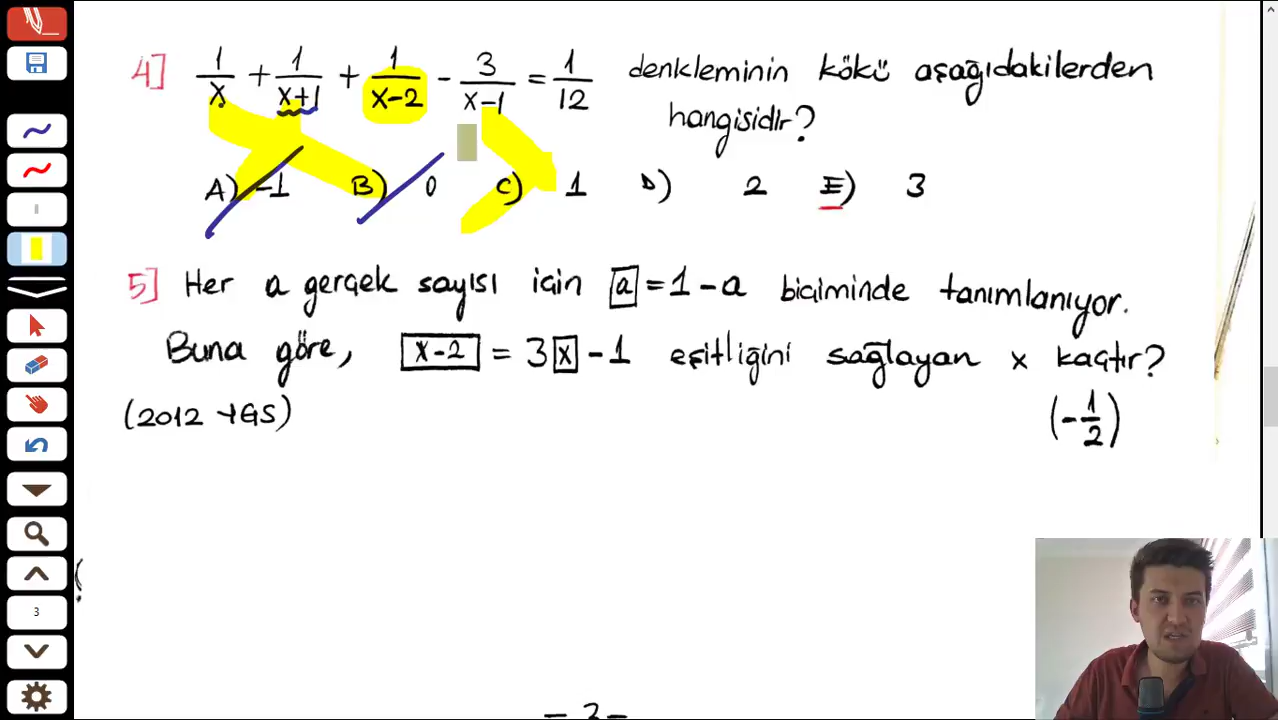 4] 1/x + 1/x+1 + 1/x-2 - 3/x-1 = 1/12 denkleminin kökü aşağıdakilerden
hangisidir?
A) -1 B) 0 C) 1 D) 2 E) 3
5] Her a gerçek sayısı için a = 1 - a biçiminde tanımlanıyor.
Buna göre, x-2 = 3 x - 1 eşitliğini sağlayan x kaçtır?
(2012 YGS) (-1/2)
3
- 3 -